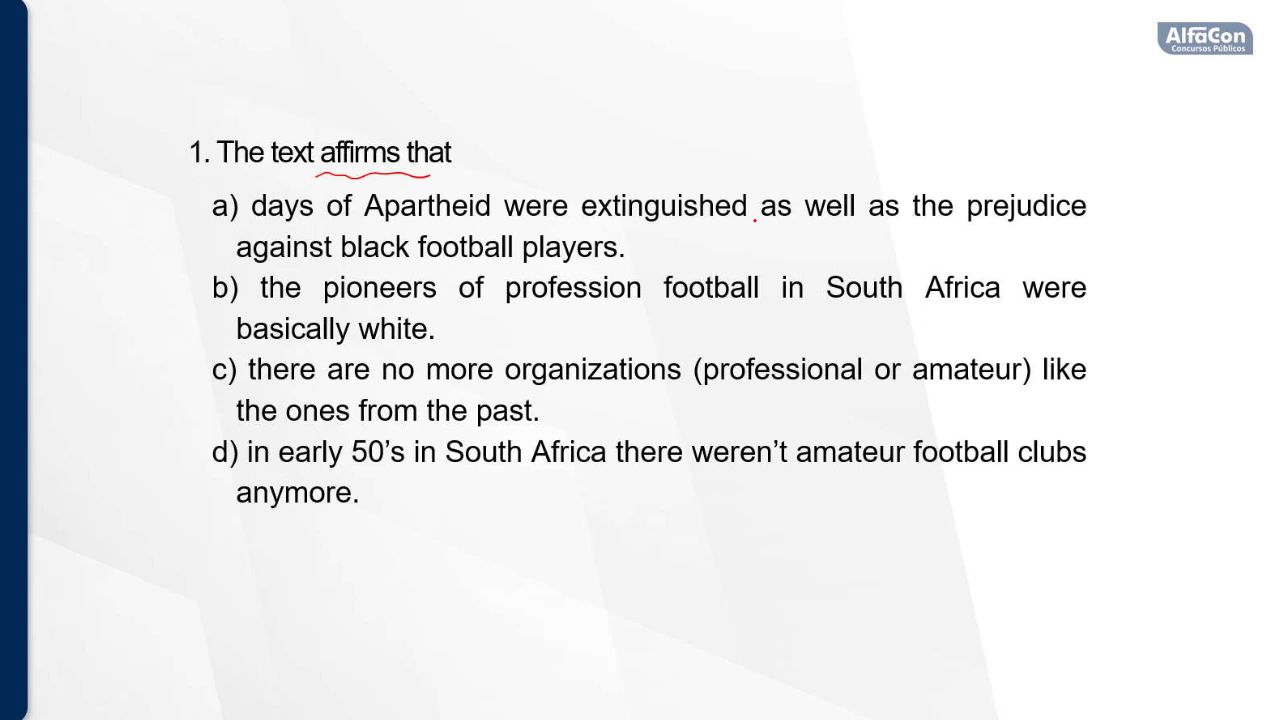 AlfaCon
Concursos Públicos
1. The text affirms that
a) days of Apartheid were extinguished as well as the prejudice
against black football players.
b) the pioneers of profession football in South Africa were
basically white.
c) there are no more organizations (professional or amateur) like
the ones from the past.
d) in early 50’s in South Africa there weren’t amateur football clubs
anymore.